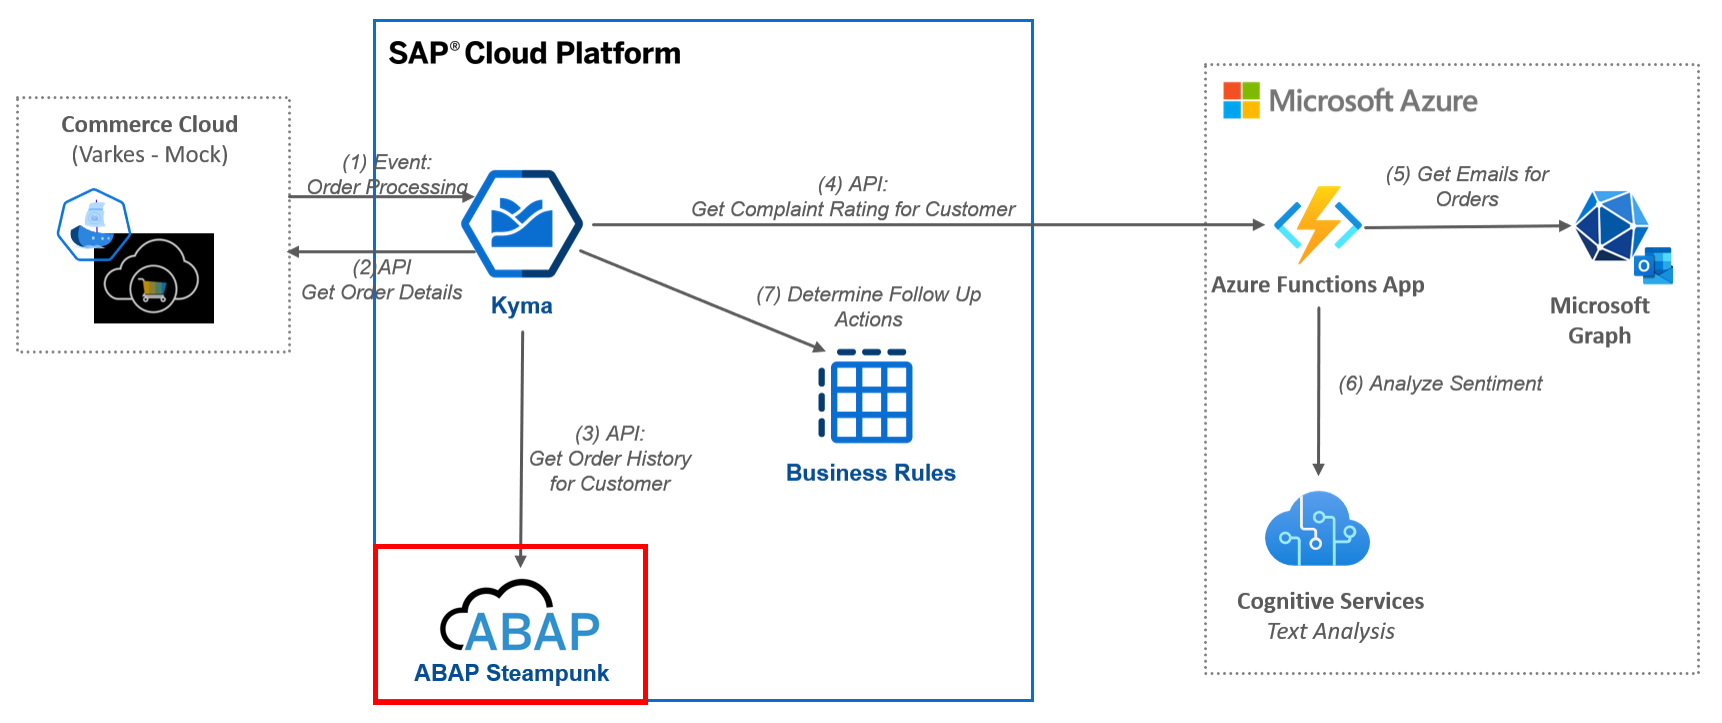 SAP® Cloud Platform
Commerce Cloud
(Varkes - Mock)
(1) Event:
Order Processing
(2)API
Get Order Details
Kyma
(3) API:
Get Order History
for Customer
ABAP
ABAP Steampunk
(4) API:
Get Complaint Rating for Customer
(7) Determine Follow Up
Actions
Business Rules
Microsoft Azure
Azure Functions App
(5) Get Emails for
Orders
O
Microsoft
Graph
(6) Analyze Sentiment
Cognitive Services
Text Analysis